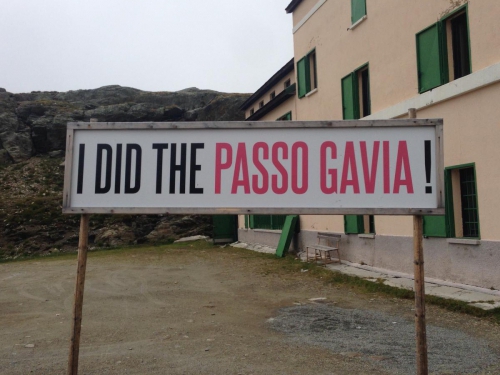 I DID THE PASSO GAVIA!